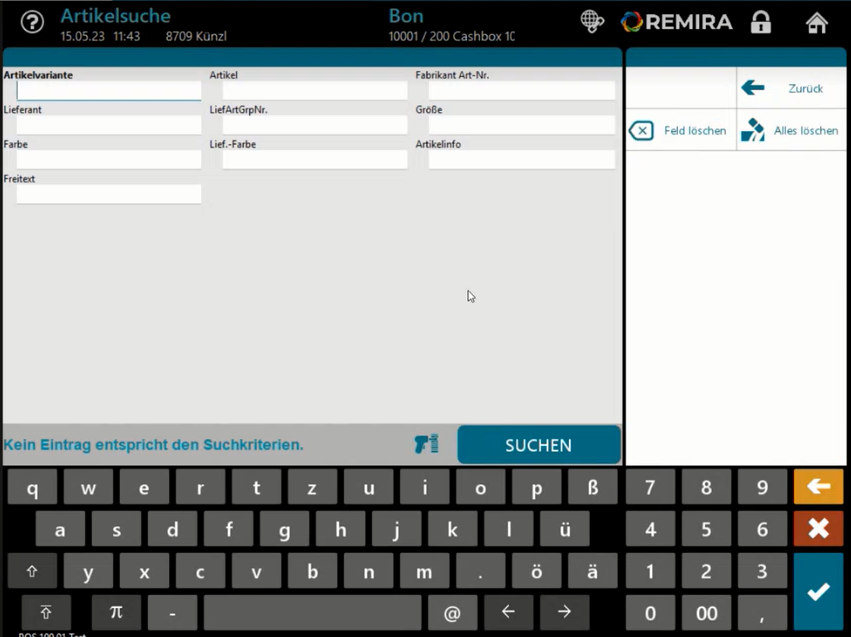 Artikelsuche
15.05.23 11:43 8709 Künzl
Bon
10001 / 200 Cashbox 1
REMIRA
Artikelvariante Artikel Fabrikant Art-Nr.
Lieferant LiefArtGrpNr. Größe
Farbe Lief.-Farbe Artikelinfo
Freitext
Zurück
Feld löschen Alles löschen
Kein Eintrag entspricht den Suchkriterien.
SUCHEN
q w e r t z u i o p ß 7 8 9
a s d f g h j k l ü 4 5 6
y x c v b n m . ö ä 1 2 3
π - @ 0 00 ,